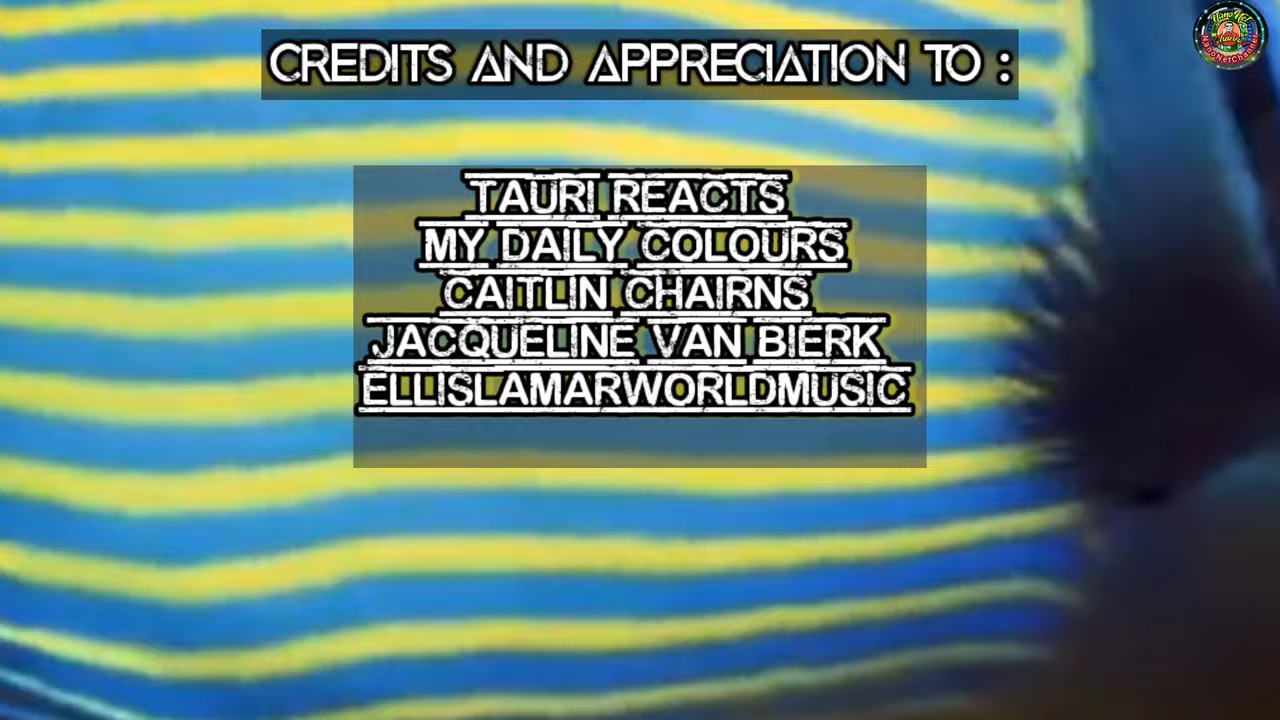 CREDITS AND APPRECIATION TO :
TAURI REACTS
MY DAILY COLOURS
CAITLIN CHAIRNS
JACQUELINE VAN BIERK
ELLISLAMARWORLDMUSIC